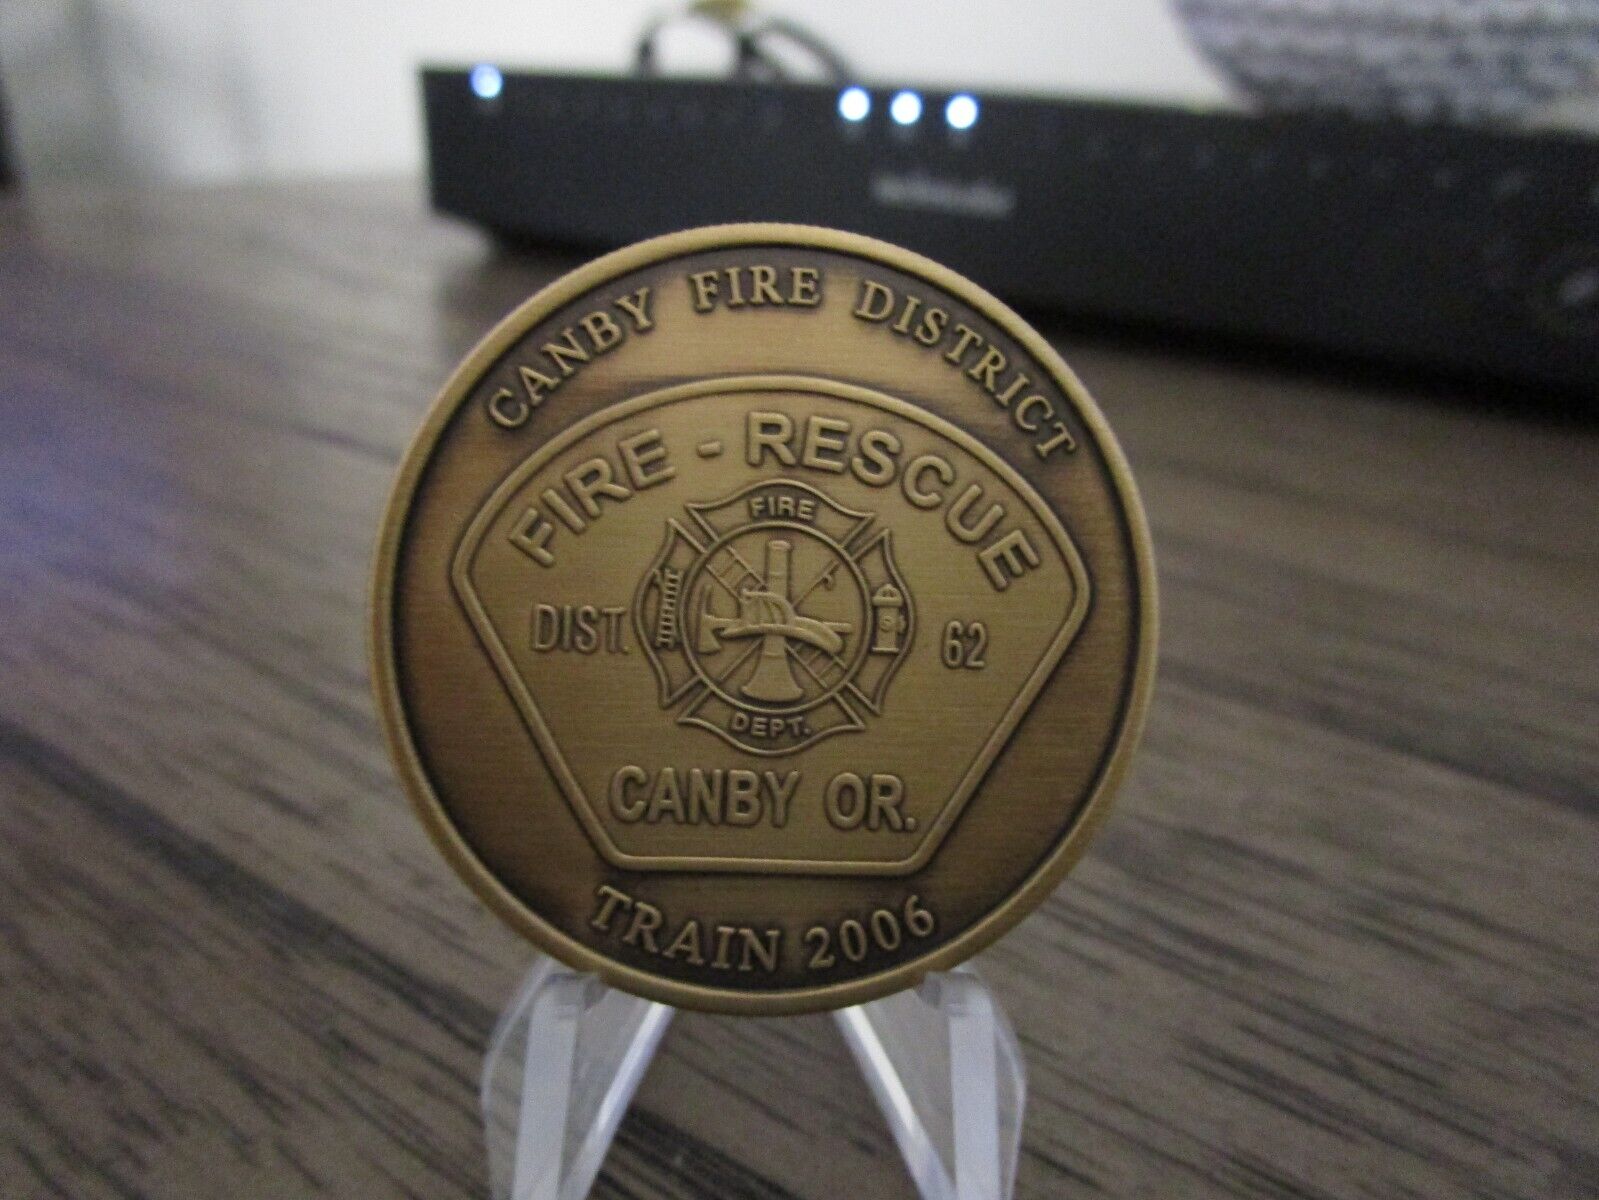 CANBY FIRE DISTRICT
FIRE - RESCUE
FIRE
DIST. 62
DEPT.
CANBY OR.
TRAIN 2006